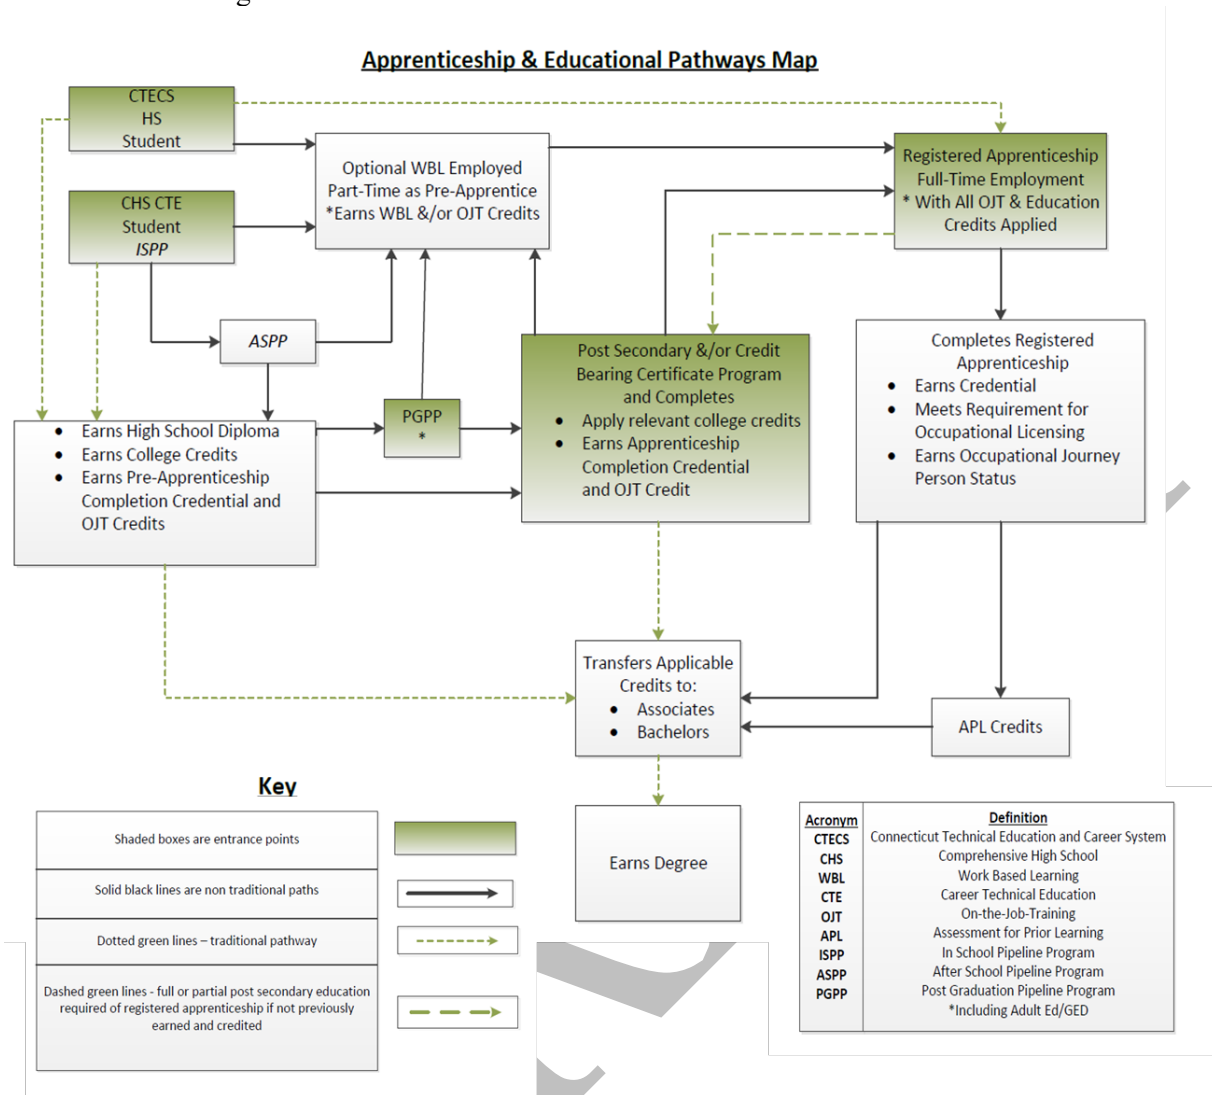 Apprenticeship & Educational Pathways Map
CTECS
HS
Student
CHS CTE
Student
ISPP
Optional WBL Employed
Part-Time as Pre-Apprentice
*Earns WBL &/or OJT Credits
Registered Apprenticeship
Full-Time Employment
* With All OJT & Education
Credits Applied
ASPP
PGPP
*
Post Secondary &/or Credit
Bearing Certificate Program
and Completes
• Apply relevant college credits
• Earns Apprenticeship
Completion Credential
and OJT Credit
Completes Registered
Apprenticeship
• Earns Credential
• Meets Requirement for
Occupational Licensing
• Earns Occupational Journey
Person Status
• Earns High School Diploma
• Earns College Credits
• Earns Pre-Apprenticeship
Completion Credential and
OJT Credits
Transfers Applicable
Credits to:
• Associates
• Bachelors
APL Credits
Earns Degree
Key
Shaded boxes are entrance points
Solid black lines are non traditional paths
Dotted green lines – traditional pathway
Dashed green lines - full or partial post secondary education
required of registered apprenticeship if not previously
earned and credited
Acronym Definition
CTECS Connecticut Technical Education and Career System
CHS Comprehensive High School
WBL Work Based Learning
CTE Career Technical Education
OJT On-the-Job-Training
APL Assessment for Prior Learning
ISPP In School Pipeline Program
ASPP After School Pipeline Program
PGPP Post Graduation Pipeline Program
*Including Adult Ed/GED